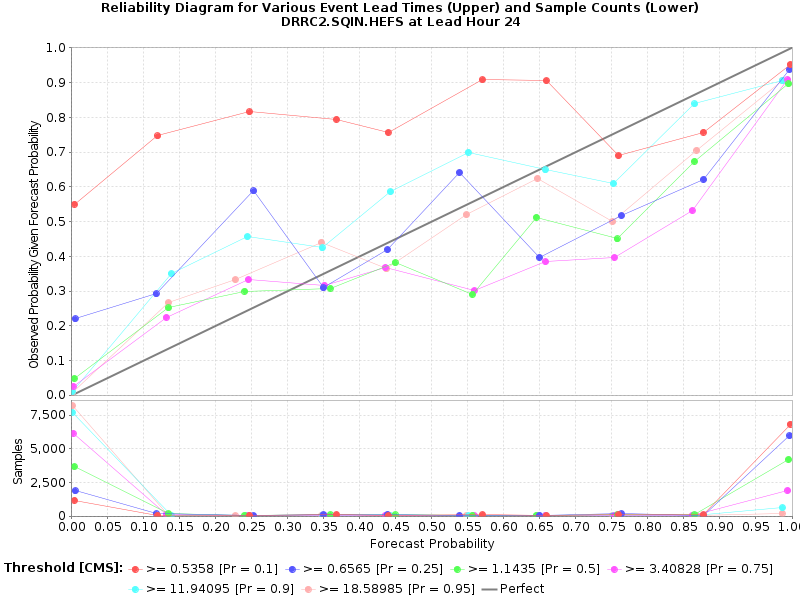 Reliability Diagram for Various Event Lead Times (Upper) and Sample Counts (Lower)
DRRC2.SQIN.HEFS at Lead Hour 24
Observed Probability Given Forecast Probability
1.0
0.9
0.8
0.7
0.6
0.5
0.4
0.3
0.2
0.1
0.0
Samples
7,500
5,000
2,500
0
0.00 0.05 0.10 0.15 0.20 0.25 0.30 0.35 0.40 0.45 0.50 0.55 0.60 0.65 0.70 0.75 0.80 0.85 0.90 0.95 1.0
Forecast Probability
Threshold [CMS]: >= 0.5358 [Pr = 0.1] >= 0.6565 [Pr = 0.25] >= 1.1435 [Pr = 0.5] >= 3.40828 [Pr = 0.75]
>= 11.94095 [Pr = 0.9] >= 18.58985 [Pr = 0.95] Perfect